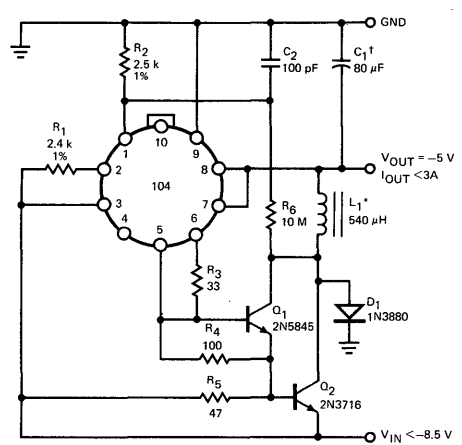 GND
R2
2.5 k
1%
C2
100 pF
C1†
80 µF
R1
2.4 k
1%
1
10
9
2
8
104
3
7
4
5
6
VOUT = –5 V
IOUT <3A
R6
10 M
L1*
540 µH
R3
33
Q1
2N5845
D1
1N3880
R4
100
R5
47
Q2
2N3716
VIN < –8.5 V